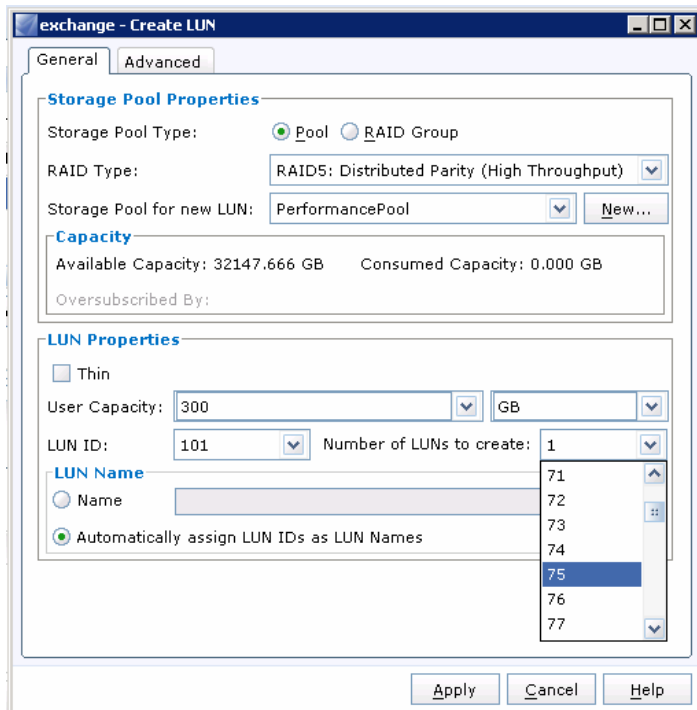 exchange - Create LUN
General Advanced
Storage Pool Properties
Storage Pool Type: Pool RAID Group
RAID Type: RAID5: Distributed Parity (High Throughput)
Storage Pool for new LUN: PerformancePool New...
Capacity
Available Capacity: 32147.666 GB Consumed Capacity: 0.000 GB
Oversubscribed By:
LUN Properties
Thin
User Capacity: 300 GB
LUN ID: 101 Number of LUNs to create: 1
LUN Name
Name
Automatically assign LUN IDs as LUN Names
71
72
73
74
75
76
77
Apply Cancel Help